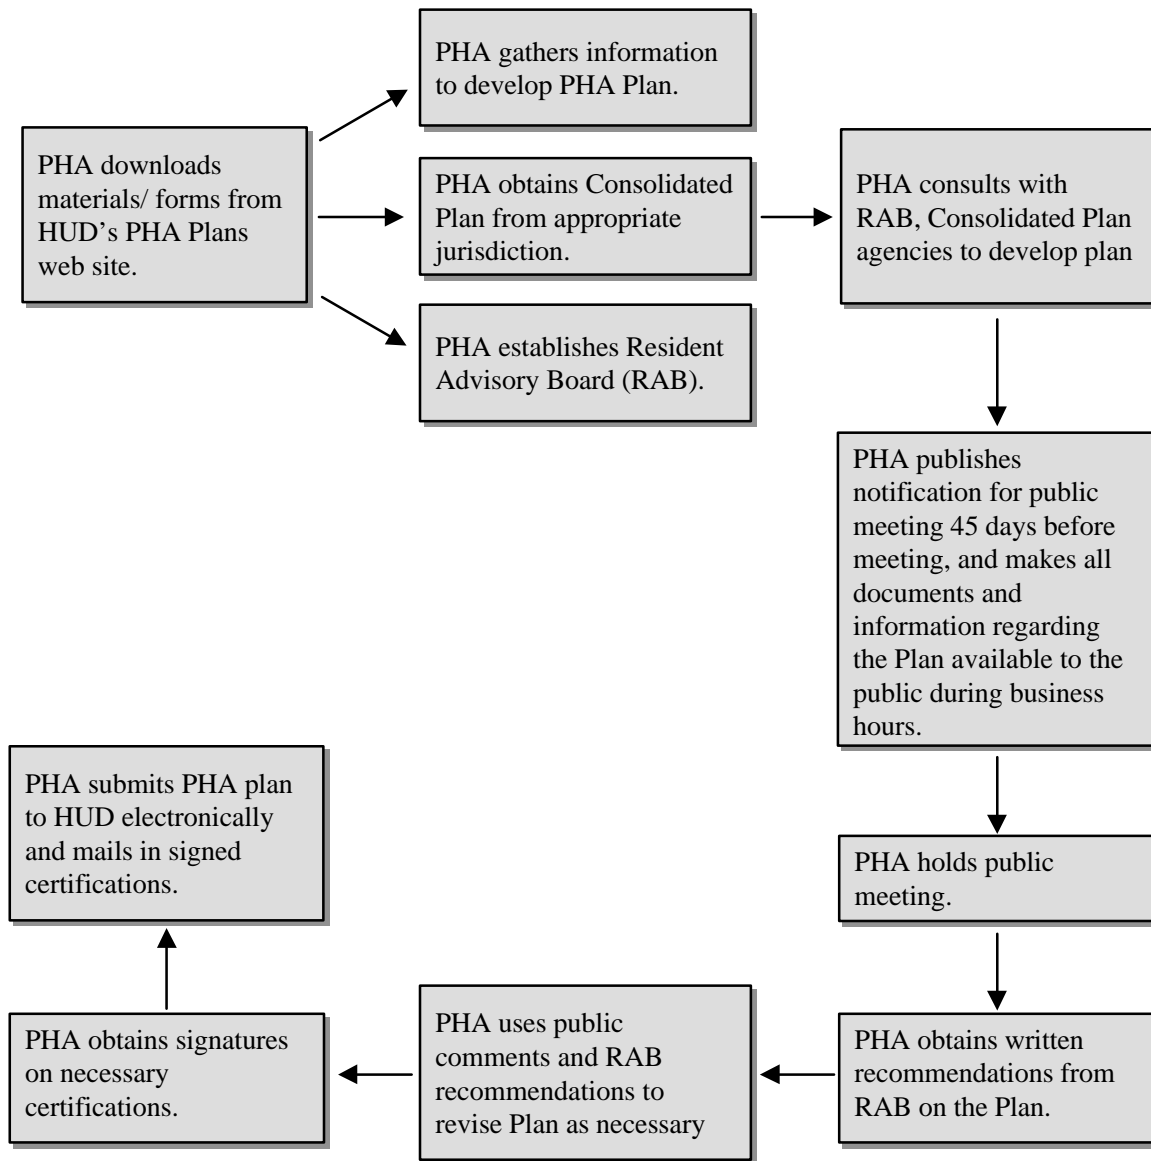 PHA gathers information
to develop PHA Plan.
PHA downloads
materials/ forms from
HUD’s PHA Plans
web site.
PHA obtains Consolidated
Plan from appropriate
jurisdiction.
PHA consults with
RAB, Consolidated Plan
agencies to develop plan
PHA establishes Resident
Advisory Board (RAB).
PHA publishes
notification for public
meeting 45 days before
meeting, and makes all
documents and
information regarding
the Plan available to the
public during business
hours.
PHA holds public
meeting.
PHA obtains written
recommendations from
RAB on the Plan.
PHA uses public
comments and RAB
recommendations to
revise Plan as necessary
PHA obtains signatures
on necessary
certifications.
PHA submits PHA plan
to HUD electronically
and mails in signed
certifications.